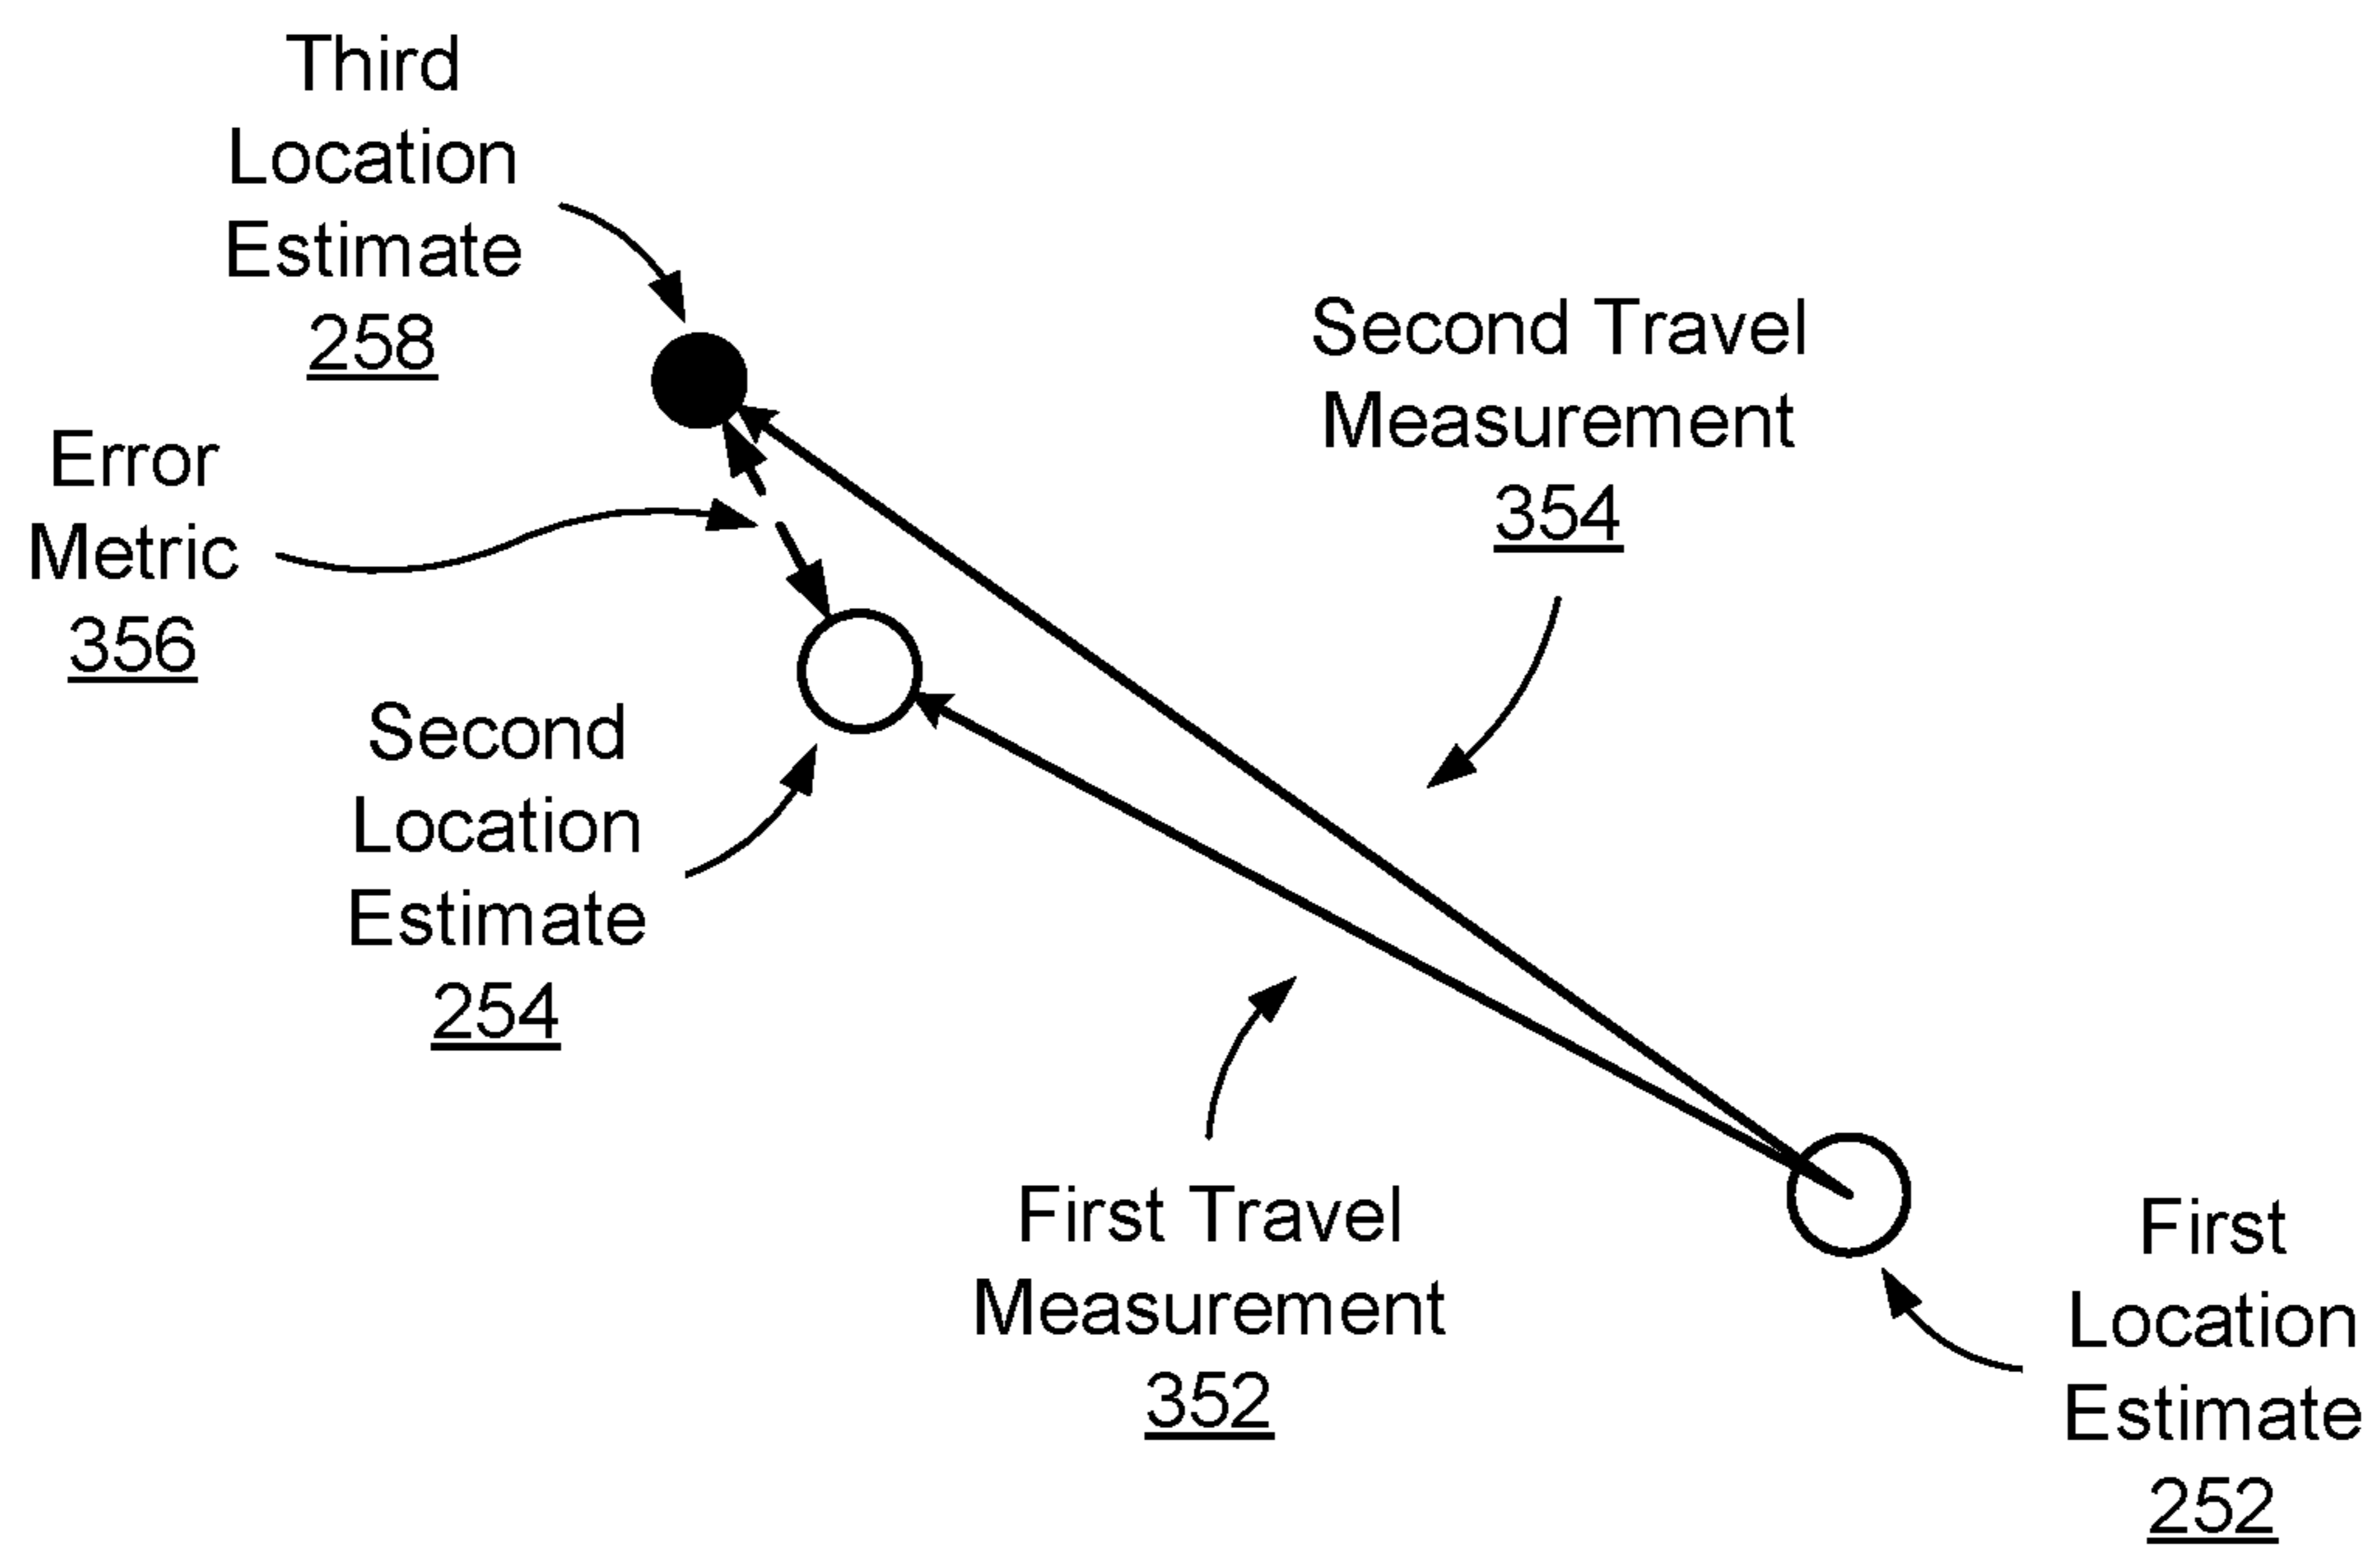 Third
Location
Estimate
258
Error
Metric
356
Second
Location
Estimate
254
Second Travel
Measurement
354
First Travel
Measurement
352
First
Location
Estimate
252